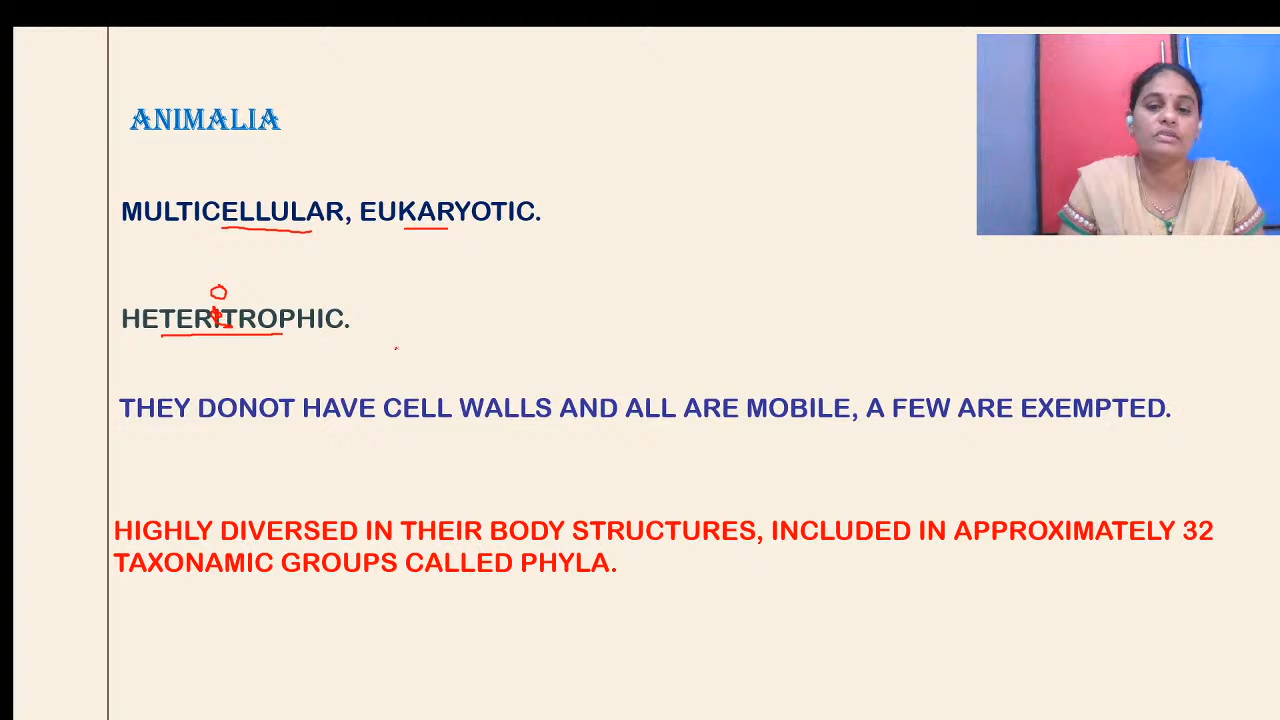 ANIMALIA
MULTICELLULAR, EUKARYOTIC.
O
HETERITROPHIC.
THEY DONOT HAVE CELL WALLS AND ALL ARE MOBILE, A FEW ARE EXEMPTED.
HIGHLY DIVERSED IN THEIR BODY STRUCTURES, INCLUDED IN APPROXIMATELY 32
TAXONAMIC GROUPS CALLED PHYLA.